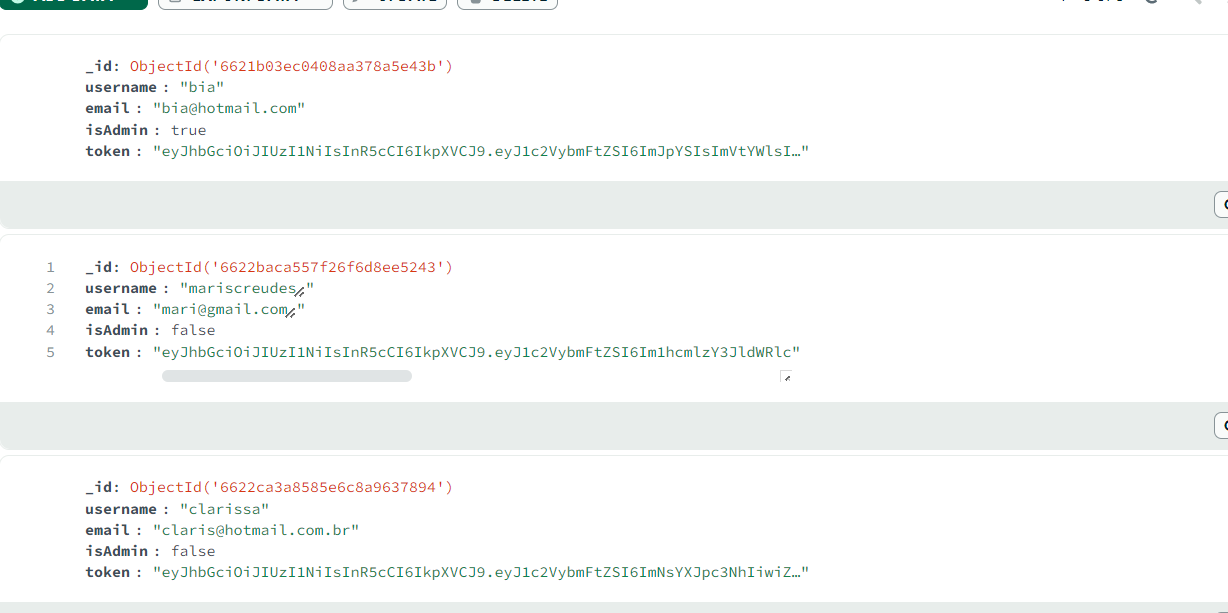 _id: ObjectId('6621b03ec0408aa378a5e43b')
username : "bia"
email : "bia@hotmail.com"
isAdmin : true
token : "eyJhbGciOiJIUzI1NiIsInR5cCI6IkpXVCJ9.eyJ1c2VybmFtZSI6ImJpYSIsImVtYWlsI…"
1 _id: ObjectId('6622baca557f26f6d8ee5243')
2 username : "mariscreudes"
3 email : "mari@gmail.com"
4 isAdmin : false
5 token : "eyJhbGciOiJIUzI1NiIsInR5cCI6IkpXVCJ9.eyJ1c2VybmFtZSI6Im1hcmlzY3JldWRlc"
_id: ObjectId('6622ca3a8585e6c8a9637894')
username : "clarissa"
email : "claris@hotmail.com.br"
isAdmin : false
token : "eyJhbGciOiJIUzI1NiIsInR5cCI6IkpXVCJ9.eyJ1c2VybmFtZSI6ImNsYXJpc3NhIiwiZ…"